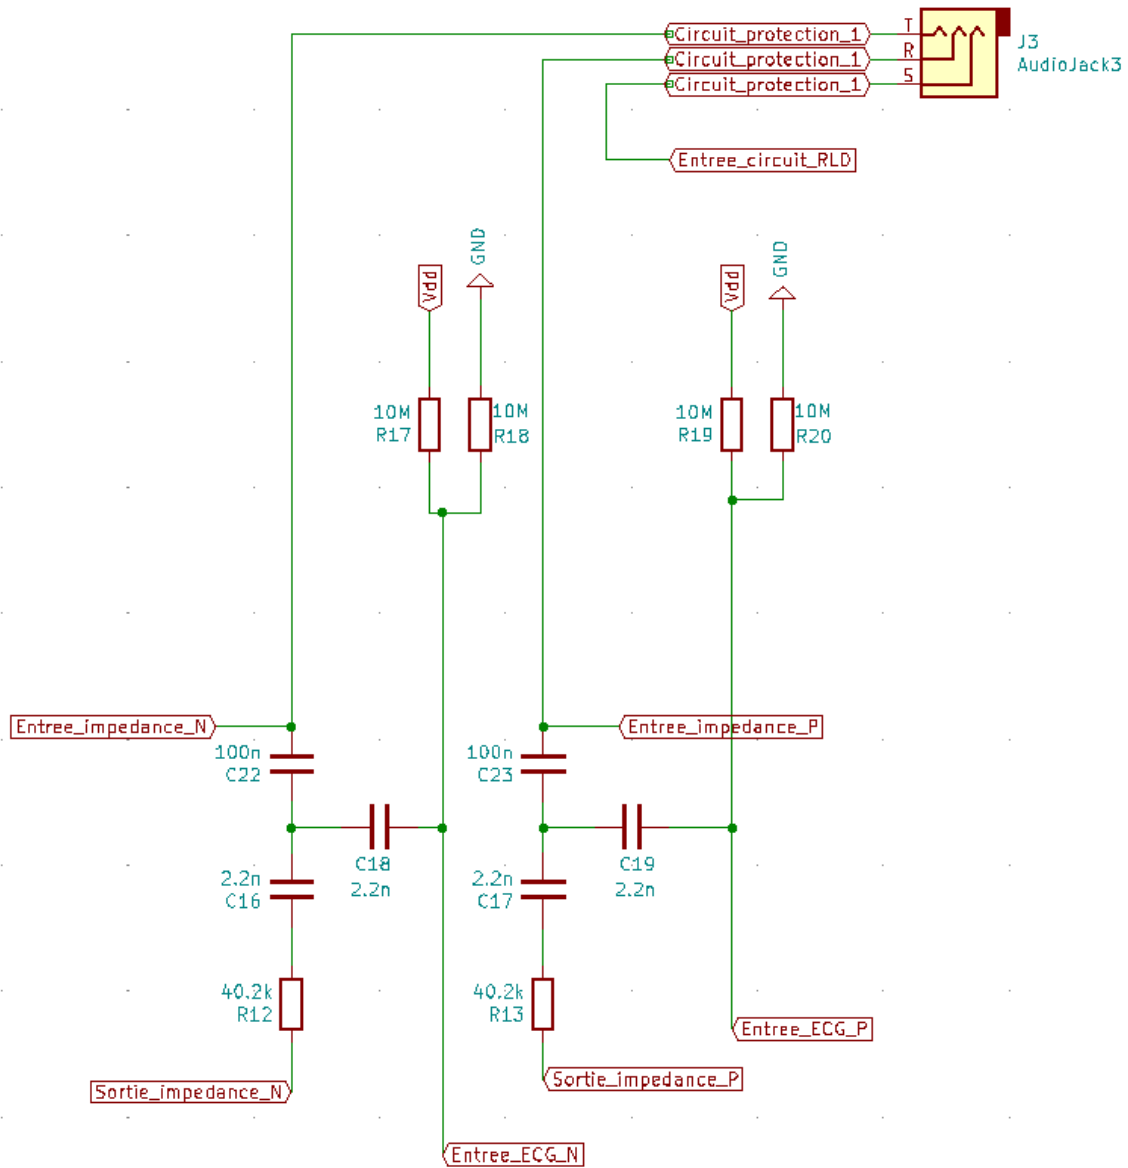 Circuit_protection_1
T
Circuit_protection_1
R
Circuit_protection_1
S
J3
AudioJack3
Entree_circuit_RLD
Vdd
GND
Vdd
GND
10M
R17
10M
R18
10M
R19
10M
R20
Entree_impedance_N
Entree_impedance_P
100n
C22
100n
C23
C18
2.2n
C19
2.2n
2.2n
C16
2.2n
C17
40.2k
R12
40.2k
R13
Entree_ECG_P
Sortie_impedance_N
Sortie_impedance_P
Entree_ECG_N